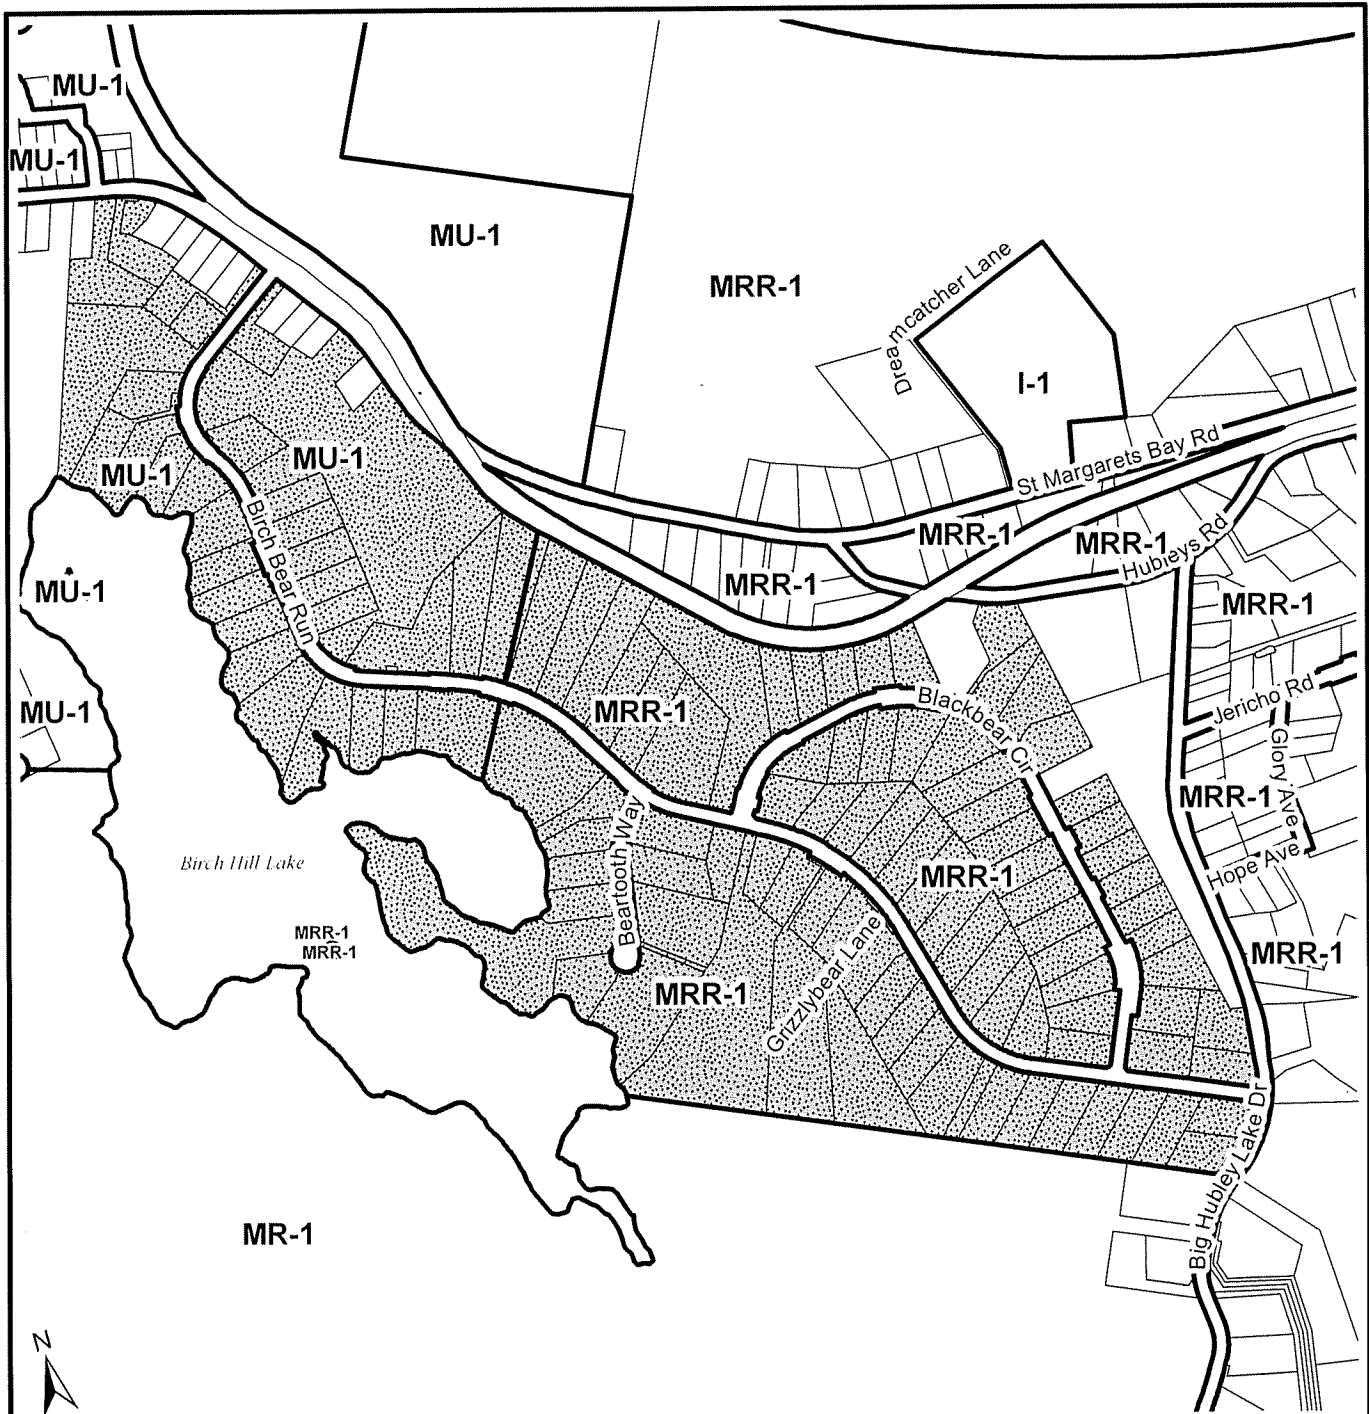 MU-1
MU-1
MU-1
MRR-1
Dreamcatcher Lane
I-1
St Margarets Bay Rd
MU-1
MU-1
MRR-1
MRR-1
Hubleys Rd
MRR-1
MRR-1
Birch Bear Run
MU-1
MU-1
MRR-1
Blackbear Cr
Jericho Rd
Glory Ave
MRR-1
Beartooth Way
Birch Hill Lake
MRR-1
Hope Ave
MRR-1
MRR-1
MRR-1
MRR-1
Grizzlybear Lane
Big Hubley Lake Dr
MR-1
N